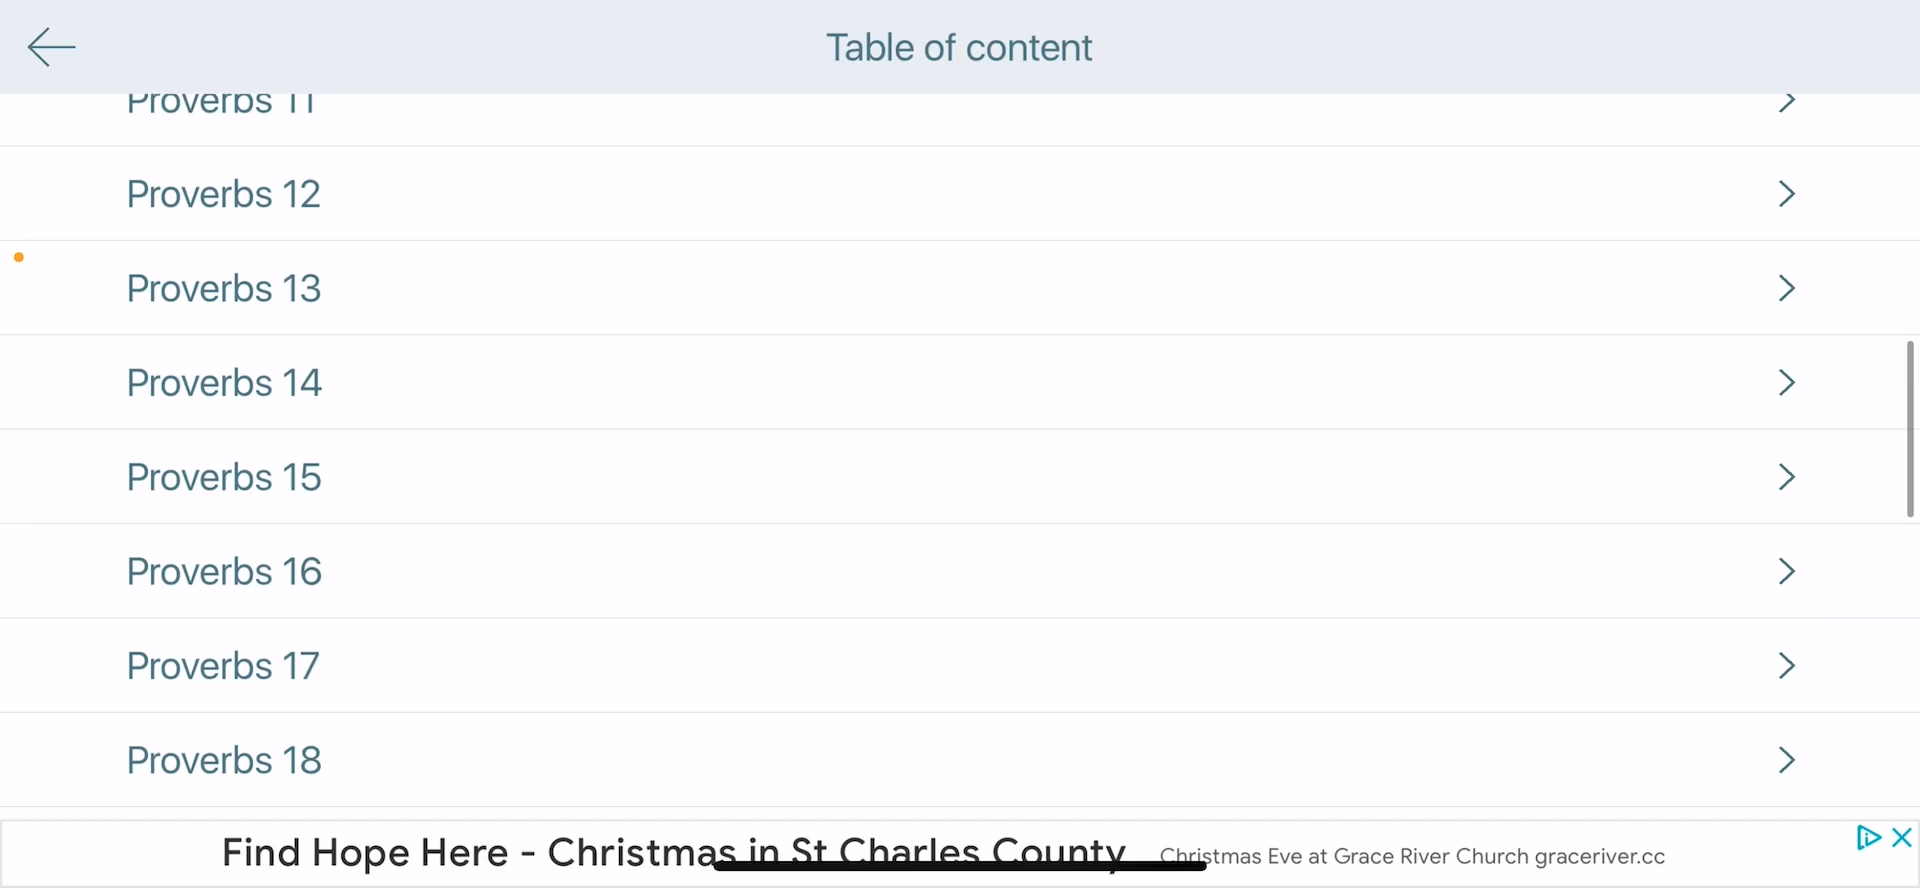 Table of content
Proverbs 11
Proverbs 12
Proverbs 13
Proverbs 14
Proverbs 15
Proverbs 16
Proverbs 17
Proverbs 18
Find Hope Here - Christmas in St Charles County Christmas Eve at Grace River Church graceriver.cc